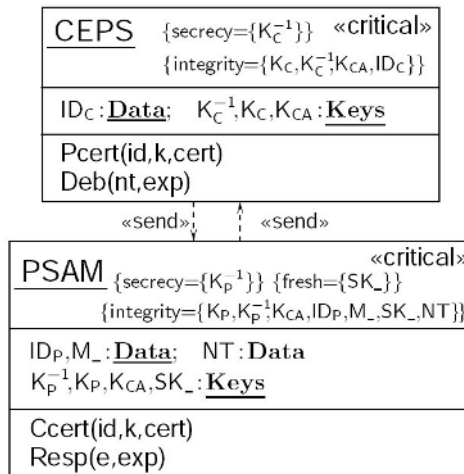 CEPS {secrecy={K_C^{-1}}} «critical»
{integrity={K_C,K_C^{-1},K_CA,ID_C}}
ID_C:Data; K_C^{-1},K_C,K_CA:Keys
Pcert(id,k,cert)
Deb(nt,exp)
«send» «send»
PSAM {secrecy={K_P^{-1}}} {fresh={SK_}} «critical»
{integrity={K_P,K_P^{-1},K_CA,ID_P,M_,SK_,NT}}
ID_P,M_:Data; NT:Data
K_P^{-1},K_P,K_CA,SK_:Keys
Ccert(id,k,cert)
Resp(e,exp)